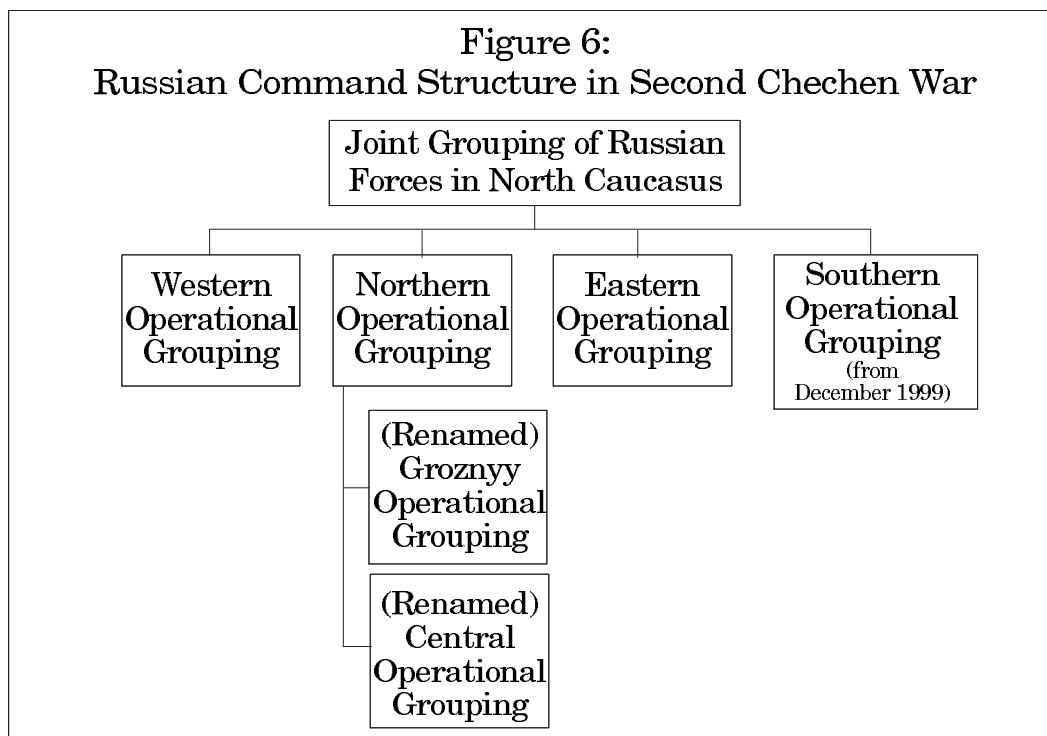 Figure 6:
Russian Command Structure in Second Chechen War
Joint Grouping of Russian
Forces in North Caucasus
Western
Operational
Grouping
Northern
Operational
Grouping
Eastern
Operational
Grouping
Southern
Operational
Grouping
(from
December 1999)
(Renamed)
Groznyy
Operational
Grouping
(Renamed)
Central
Operational
Grouping